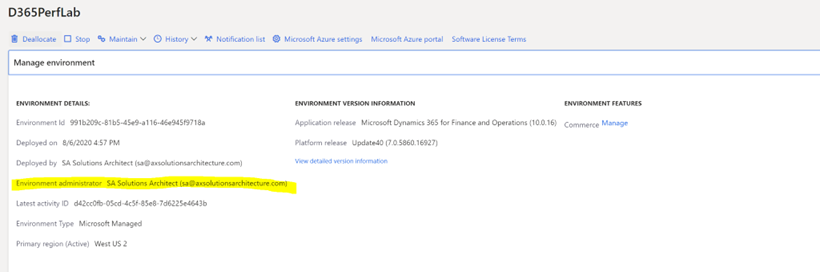 D365PerfLab
Deallocate Stop Maintain History Notification list Microsoft Azure settings Microsoft Azure portal Software License Terms
Manage environment
ENVIRONMENT DETAILS:
Environment Id 991b209c-81b5-45e9-a116-46e945f9718a
Deployed on 8/6/2020 4:57 PM
Deployed by SA Solutions Architect (sa@axsolutionsarchitecture.com)
Environment administrator SA Solutions Architect (sa@axsolutionsarchitecture.com)
Latest activity ID d42cc0fb-05cd-4c5f-85e8-7d6225e4643b
Environment Type Microsoft Managed
Primary region (Active) West US 2
ENVIRONMENT VERSION INFORMATION
Application release Microsoft Dynamics 365 for Finance and Operations (10.0.16)
Platform release Update40 (7.0.5860.16927)
View detailed version information
ENVIRONMENT FEATURES
Commerce Manage